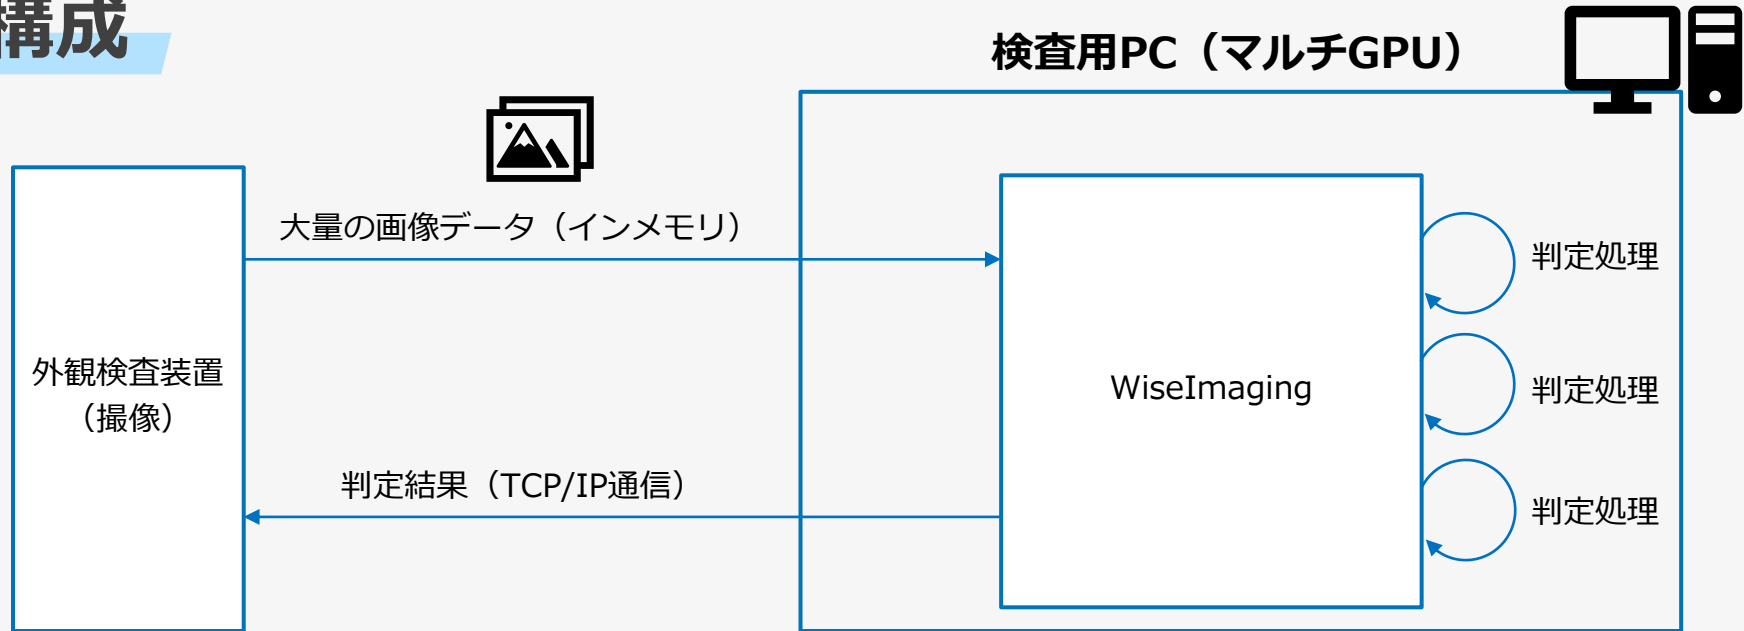 構成
検査用PC（マルチGPU）
大量の画像データ（インメモリ）
外観検査装置
（撮像）
WiseImaging
判定処理
判定処理
判定処理
判定結果（TCP/IP通信）